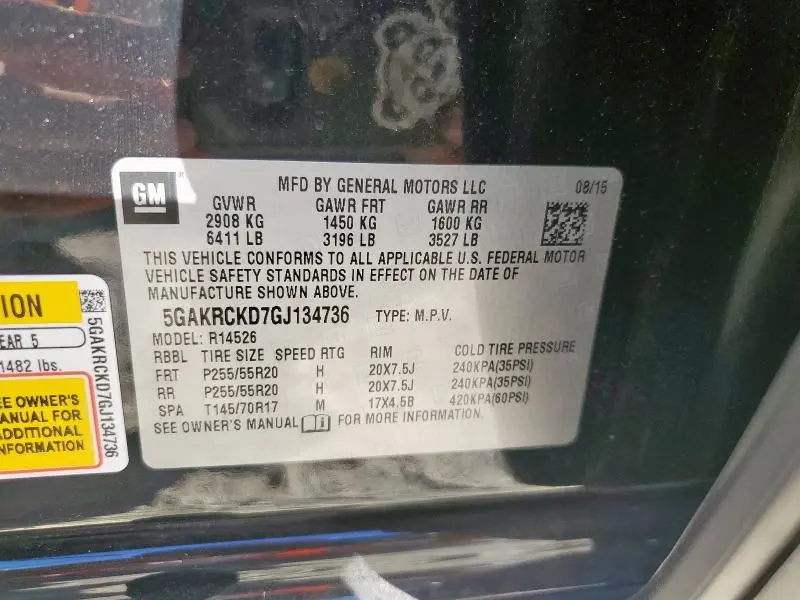 GM
MFD BY GENERAL MOTORS LLC 08/15
GVWR GAWR FRT GAWR RR
2908 KG 1450 KG 1600 KG
6411 LB 3196 LB 3527 LB
THIS VEHICLE CONFORMS TO ALL APPLICABLE U.S. FEDERAL MOTOR
VEHICLE SAFETY STANDARDS IN EFFECT ON THE DATE OF
MANUFACTURE SHOWN ABOVE.
5GAKRCKD7GJ134736 TYPE: M.P.V.
MODEL: R14526
RBBL TIRE SIZE SPEED RTG RIM COLD TIRE PRESSURE
FRT P255/55R20 H 20X7.5J 240KPA(35PSI)
RR P255/55R20 H 20X7.5J 240KPA(35PSI)
SPA T145/70R17 M 17X4.5B 420KPA(60PSI)
SEE OWNER'S MANUAL FOR MORE INFORMATION.
ION
EAR 5
1482 lbs.
EE OWNER'S
ANUAL FOR
ADDITIONAL
NFORMATION
5GAKRCKD7GJ134736